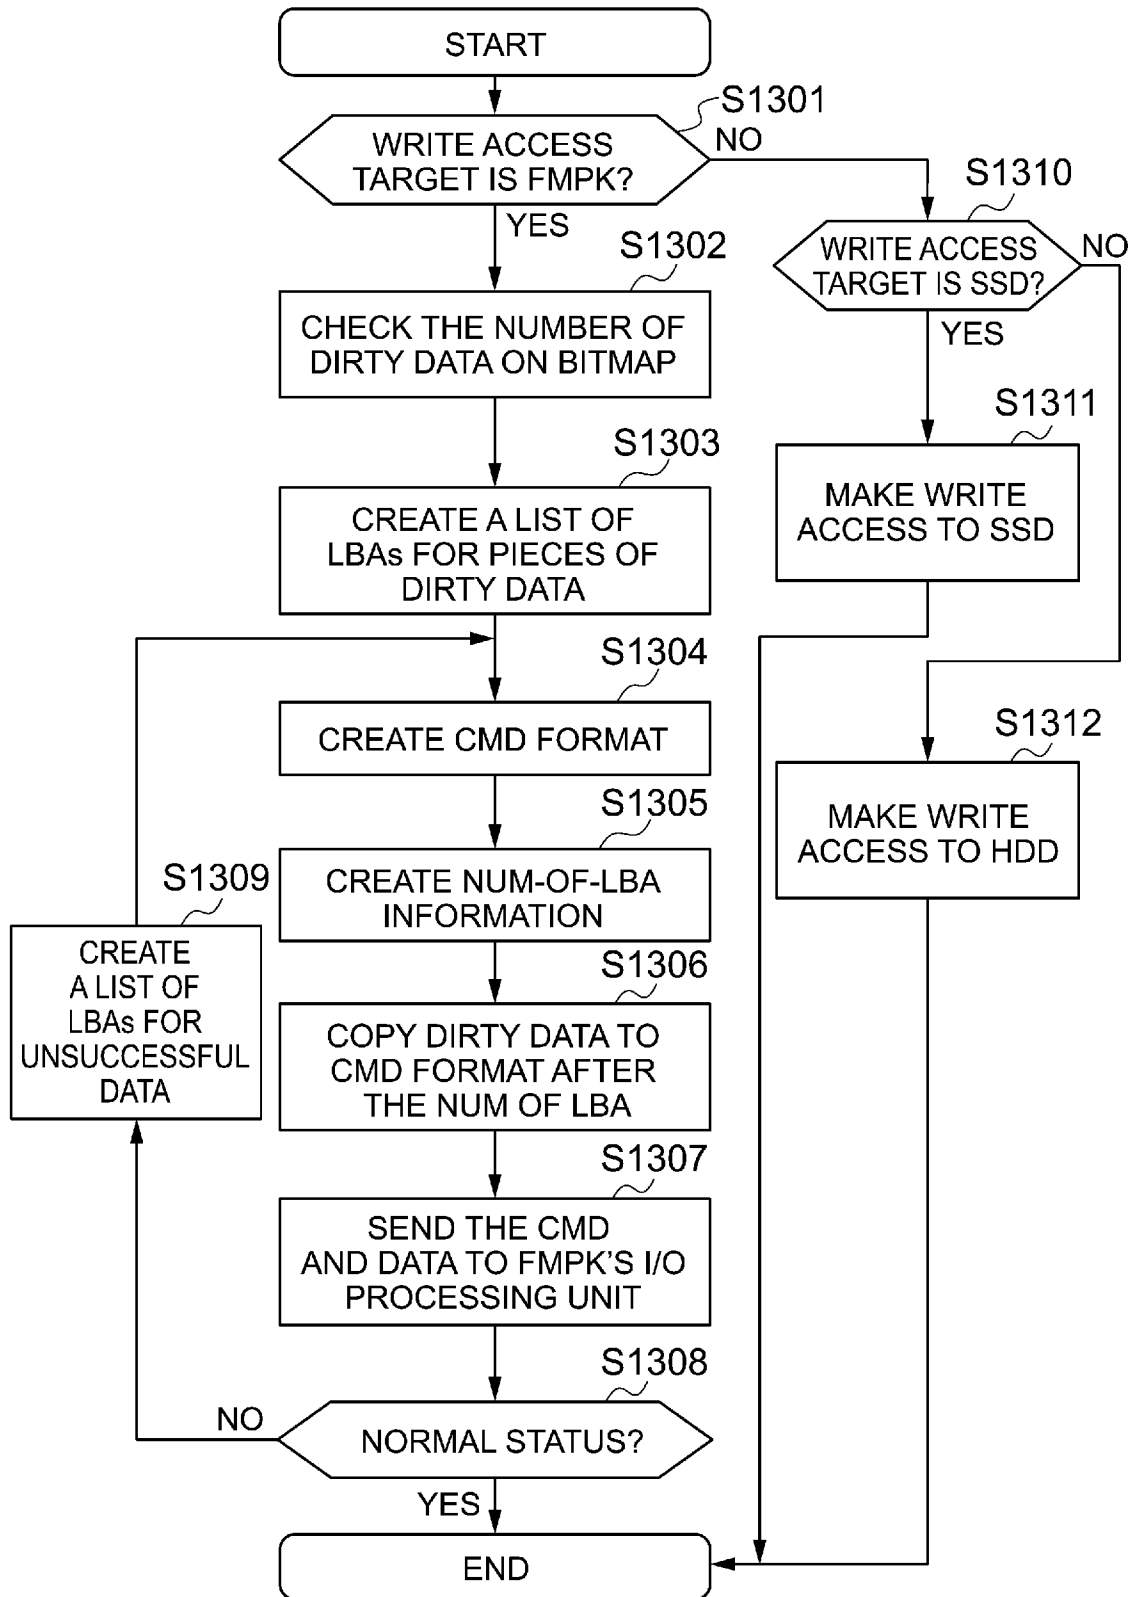 START
S1301
WRITE ACCESS
TARGET IS FMPK?
NO
YES
S1310
WRITE ACCESS
TARGET IS SSD?
NO
YES
S1302
CHECK THE NUMBER OF
DIRTY DATA ON BITMAP
S1311
MAKE WRITE
ACCESS TO SSD
S1303
CREATE A LIST OF
LBAs FOR PIECES OF
DIRTY DATA
S1304
CREATE CMD FORMAT
S1312
MAKE WRITE
ACCESS TO HDD
S1305
CREATE NUM-OF-LBA
INFORMATION
S1309
CREATE
A LIST OF
LBAs FOR
UNSUCCESSFUL
DATA
S1306
COPY DIRTY DATA TO
CMD FORMAT AFTER
THE NUM OF LBA
S1307
SEND THE CMD
AND DATA TO FMPK'S I/O
PROCESSING UNIT
S1308
NORMAL STATUS?
NO
YES
END